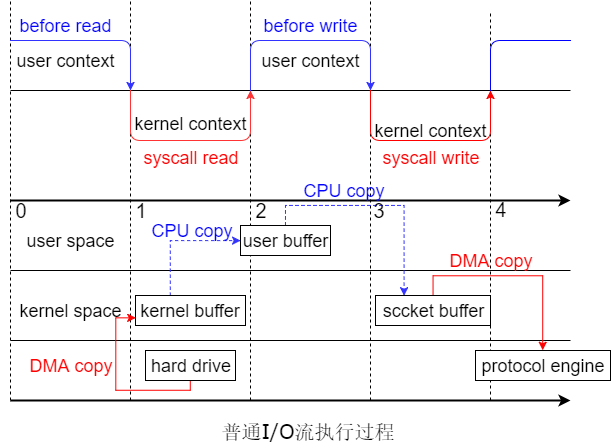 before read
before write
user context
user context
kernel context
kernel context
syscall read
syscall write
CPU copy
0
1
2
3
4
CPU copy
user space
user buffer
DMA copy
kernel space
kernel buffer
sccket buffer
DMA copy
hard drive
protocol engine
普通I/O流执行过程